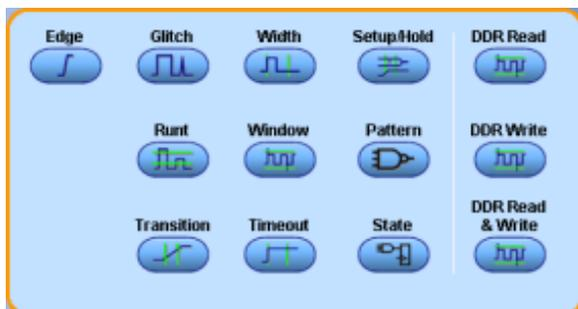 Edge Glitch Width Setup/Hold DDR Read
Runt Window Pattern DDR Write
Transition Timeout State DDR Read
& Write